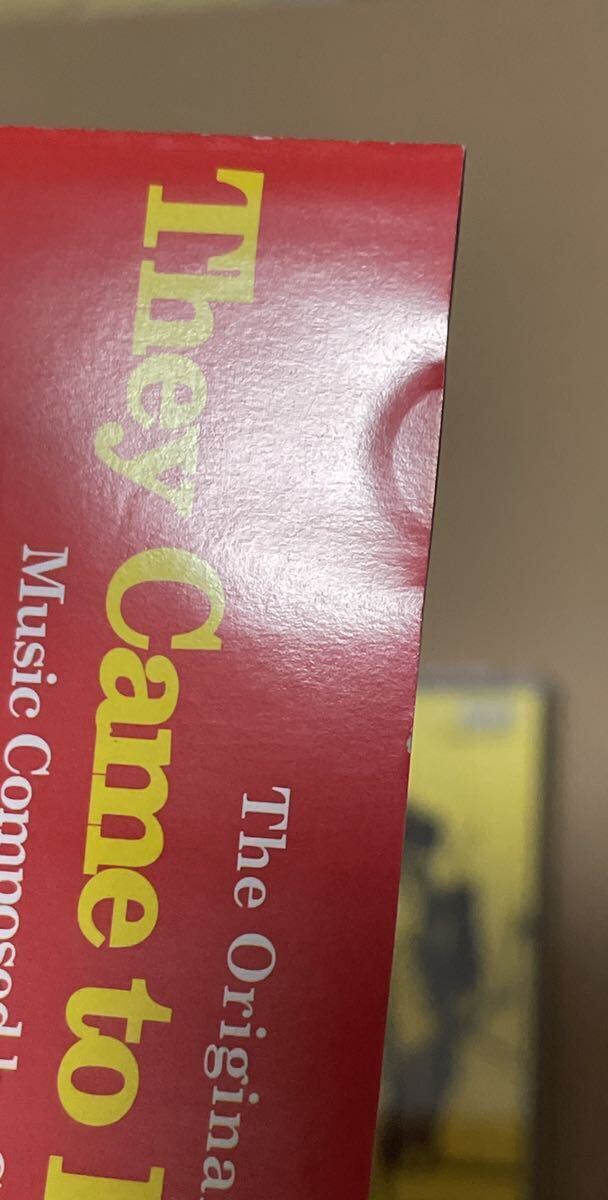 The Origina
They Came to
Music Composed